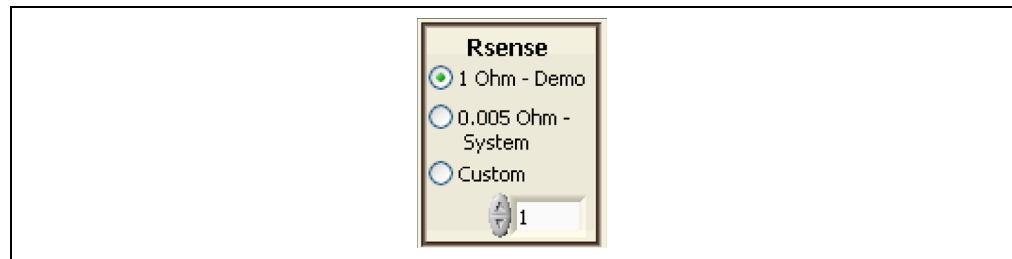 Rsense
1 Ohm - Demo
0.005 Ohm -
System
Custom
1